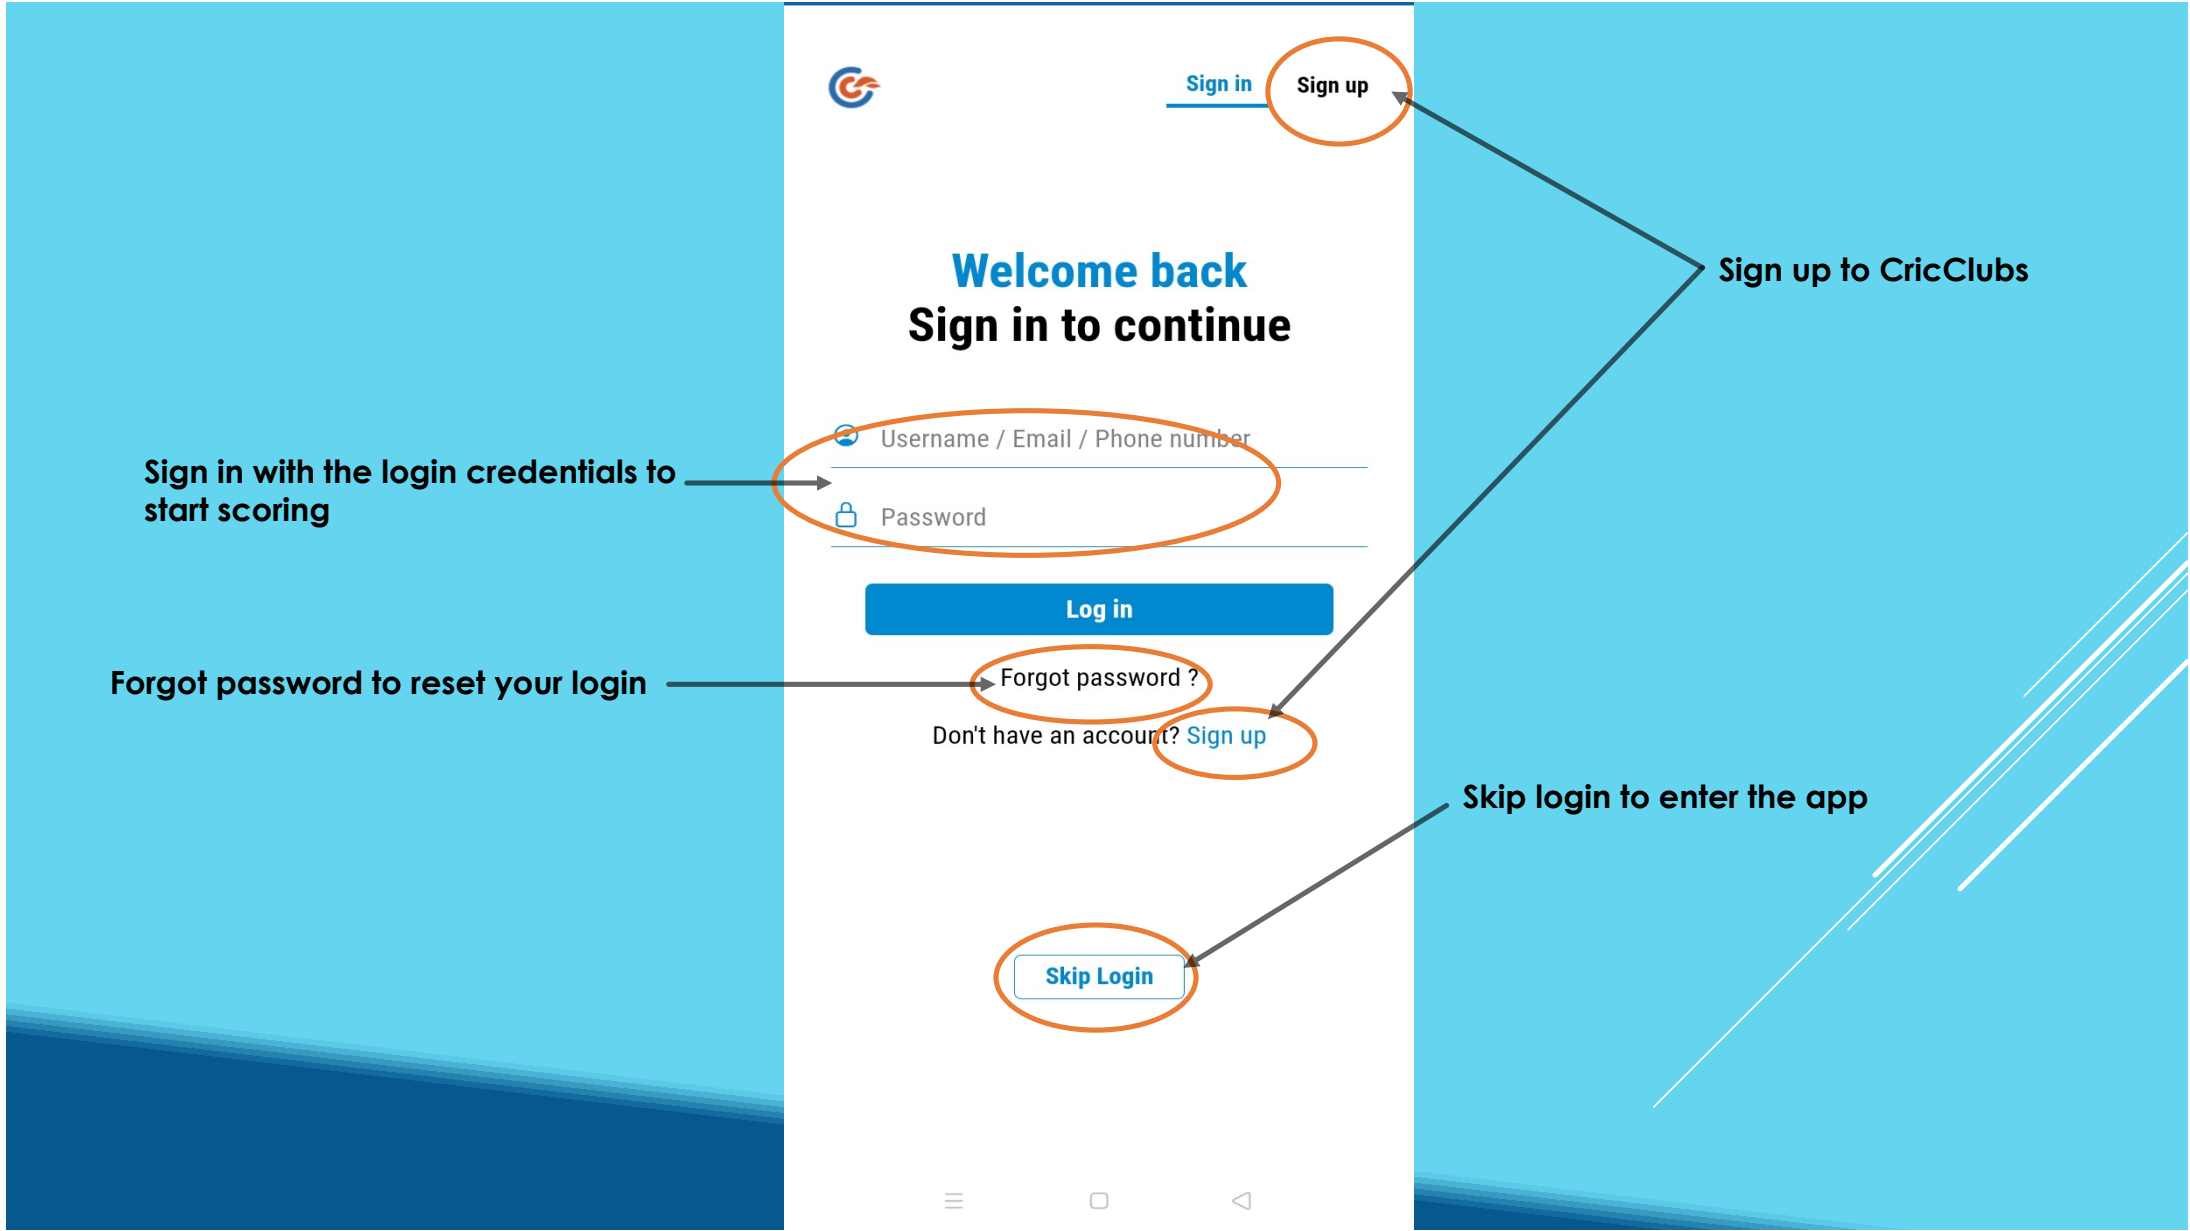 Sign in
Sign up
Welcome back
Sign in to continue
Sign up to CricClubs
Username / Email / Phone number
Sign in with the login credentials to
start scoring
Password
Log in
Forgot password to reset your login
Forgot password ?
Don't have an account? Sign up
Skip login to enter the app
Skip Login